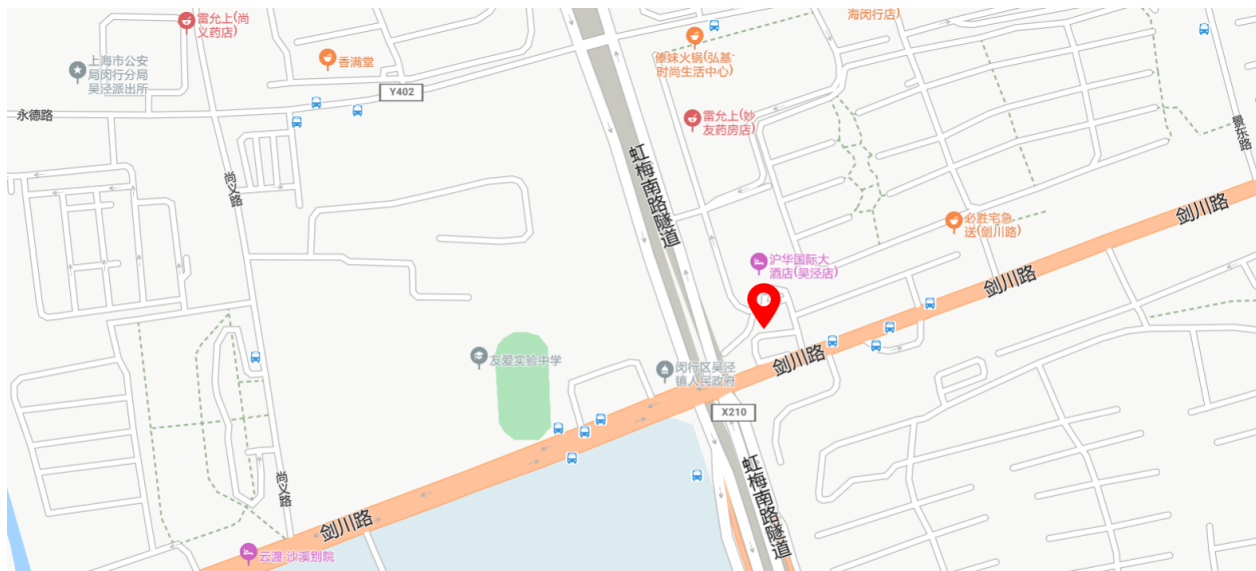 雷允上(尚
义药店)
海闵行店)
上海市公安
局闵行分局
吴泾派出所
香满堂
傣妹火锅(弘基
时尚生活中心)
Y402
永德路
雷允上(妙
友药房店)
景东路
虹梅南路隧道
尚义路
剑川路
必胜宅急
送(剑川路)
沪华国际大
酒店(吴泾店)
剑川路
友爱实验中学
剑川路
闵行区吴泾
镇人民政府
X210
虹梅南路隧道
尚义路
剑川路
云渡 沙溪别院